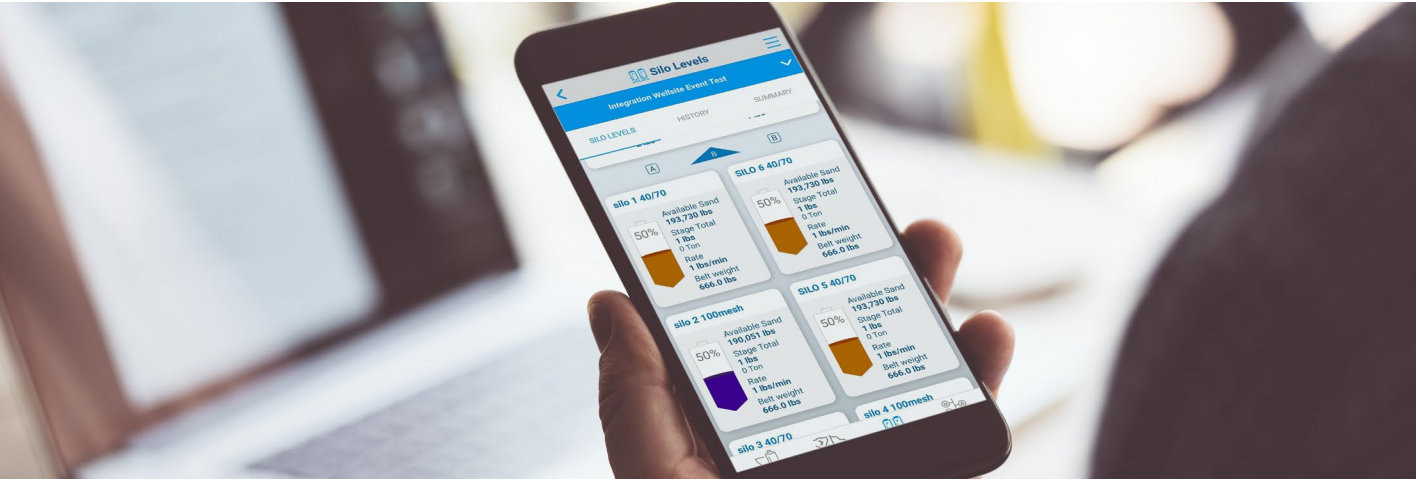 Silo Levels
Integration Wellsite Event Test
SILO LEVELS
HISTORY
SUMMARY
A
B
B
silo 1 40/70
50%
Available Sand
193,730 lbs
Stage Total
1 lbs
0 Ton
Rate
1 lbs/min
Belt weight
666.0 lbs
SILO 6 40/70
50%
Available Sand
193,730 lbs
Stage Total
1 lbs
0 Ton
Rate
1 lbs/min
Belt weight
666.0 lbs
silo 2 100mesh
50%
Available Sand
190,051 lbs
Stage Total
1 lbs
0 Ton
Rate
1 lbs/min
Belt weight
666.0 lbs
SILO 5 40/70
50%
Available Sand
193,730 lbs
Stage Total
1 lbs
0 Ton
Rate
1 lbs/min
Belt weight
666.0 lbs
silo 3 40/70
silo 4 100mesh